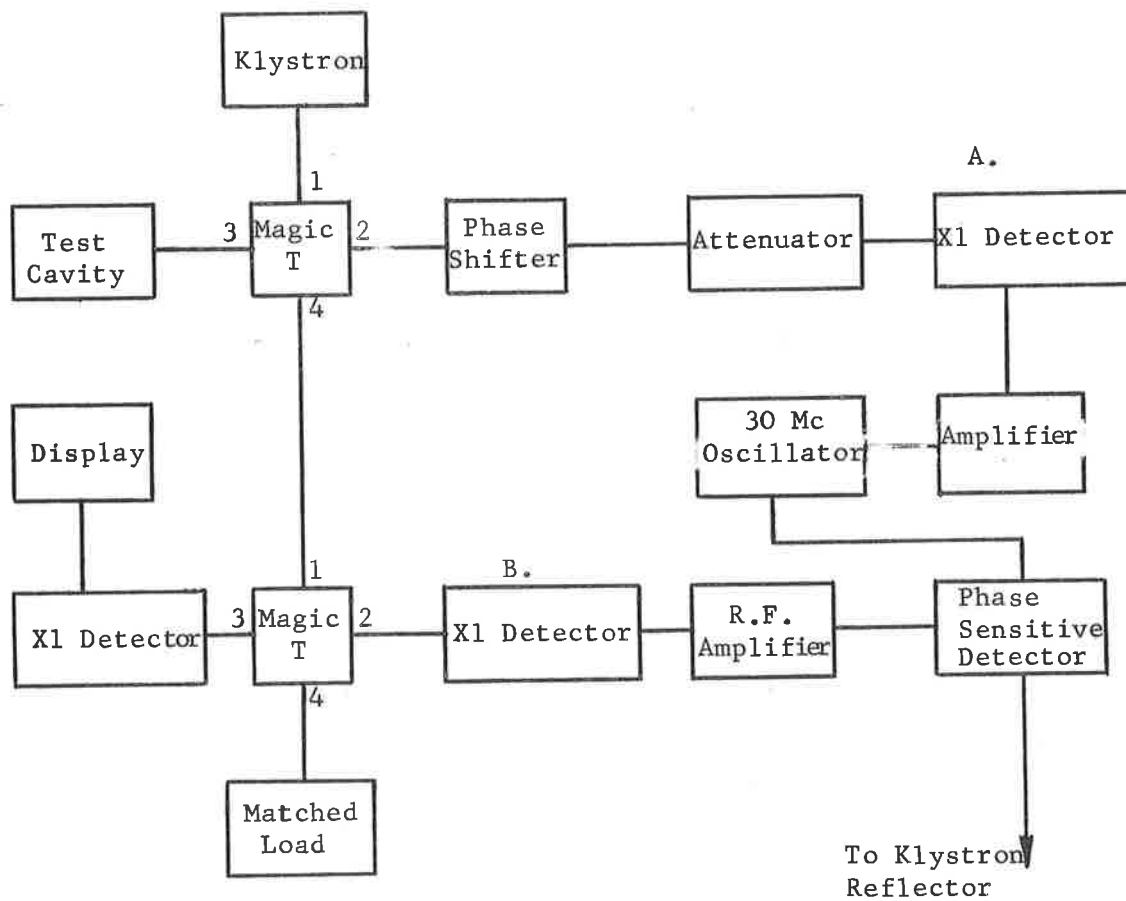 Klystron
A.
1
Test
Cavity
3
Magic
T
2
4
Phase
Shifter
Attenuator
X1 Detector
Display
30 Mc
Oscillator
Amplifier
1
B.
X1 Detector
3
Magic
T
2
4
X1 Detector
R.F.
Amplifier
Phase
Sensitive
Detector
Matched
Load
To Klystron
Reflector